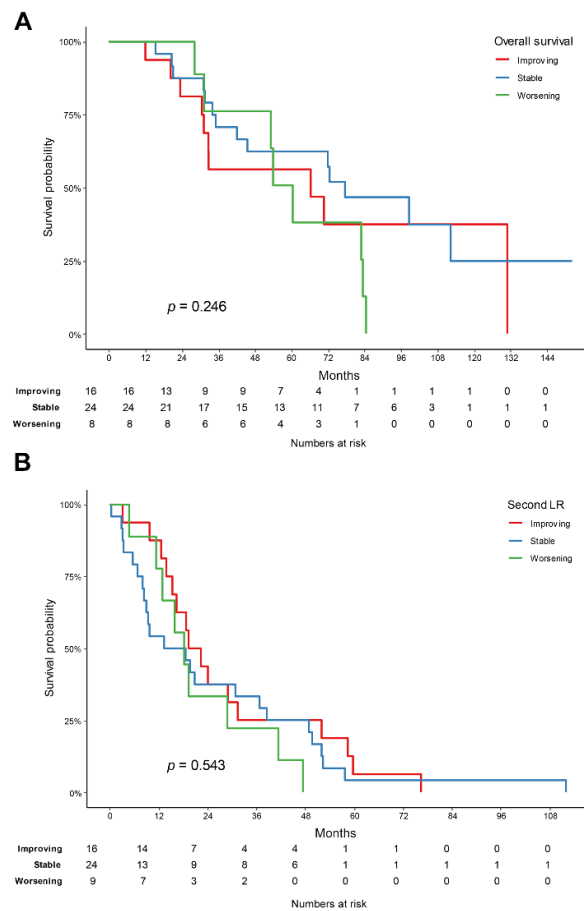 A
Overall survival
Improving
Stable
Worsening
100%
75%
50%
25%
0%
Survival probability
p = 0.246
0 12 24 36 48 60 72 84 96 108 120 132 144
Months
Improving 16 16 13 9 9 7 4 1 1 1 1 0 0
Stable 24 24 21 17 15 13 11 7 6 3 1 1 1
Worsening 8 8 8 6 6 4 3 1 0 0 0 0 0
Numbers at risk
B
Second LR
Improving
Stable
Worsening
100%
75%
50%
25%
0%
Survival probability
p = 0.543
0 12 24 36 48 60 72 84 96 108
Months
Improving 16 14 7 4 4 1 1 0 0 0
Stable 24 13 9 8 6 1 1 1 1 1
Worsening 9 7 3 2 0 0 0 0 0 0
Numbers at risk